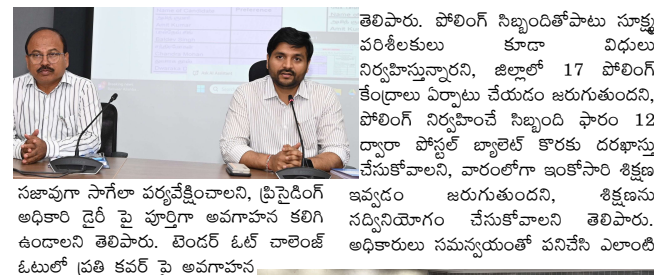 సజావుగా సాగేలా పర్యవేక్షించాలని, ప్రిసైడింగ్
అధికారి డైరీ పై పూర్తిగా అవగాహన కలిగి
ఉండాలని తెలిపారు. టెండర్ ఓట్ చాలెంజ్
ఓటులో ప్రతి కవర్ పై అవగాహన
తెలిపారు. పోలింగ్ సిబ్బందితోపాటు సూక్ష్మ
పరిశీలకులు కూడా విధులు
నిర్వహిస్తున్నారని, జిల్లాలో 17 పోలింగ్
కేంద్రాలు ఏర్పాటు చేయడం జరుగుతుందని,
పోలింగ్ నిర్వహించే సిబ్బంది ఫారం 12
ద్వారా పోస్టల్ బ్యాలెట్ కొరకు దరఖాస్తు
చేసుకోవాలని, వారంలోగా ఇంకోసారి శిక్షణ
ఇవ్వడం జరుగుతుందని, శిక్షణను
సద్వినియోగం చేసుకోవాలని తెలిపారు.
అధికారులు సమన్వయంతో పనిచేసి ఎలాంటి